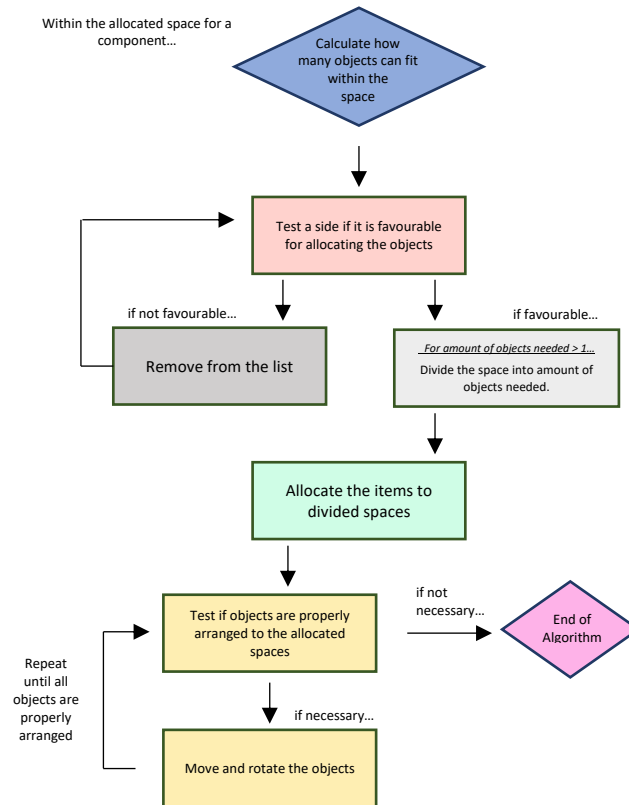 Within the allocated space for a
component…
Calculate how
many objects can fit
within the
space
Test a side if it is favourable
for allocating the objects
if not favourable…
if favourable…
Remove from the list
For amount of objects needed > 1…
Divide the space into amount of
objects needed.
Allocate the items to
divided spaces
Test if objects are properly
arranged to the allocated
spaces
if not
necessary…
End of
Algorithm
Repeat
until all
objects are
properly
arranged
if necessary…
Move and rotate the objects